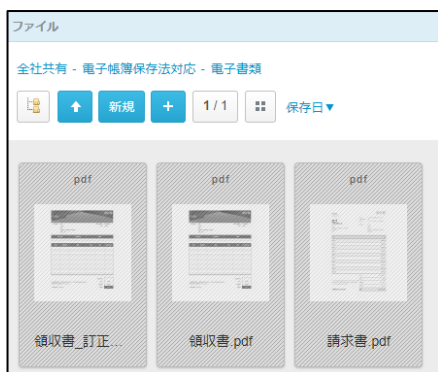 ファイル
全社共有 - 電子帳簿保存法対応 - 電子書類
新規 + 1 / 1 保存日▼
pdf pdf pdf
領収書_訂正... 領収書.pdf 請求書.pdf